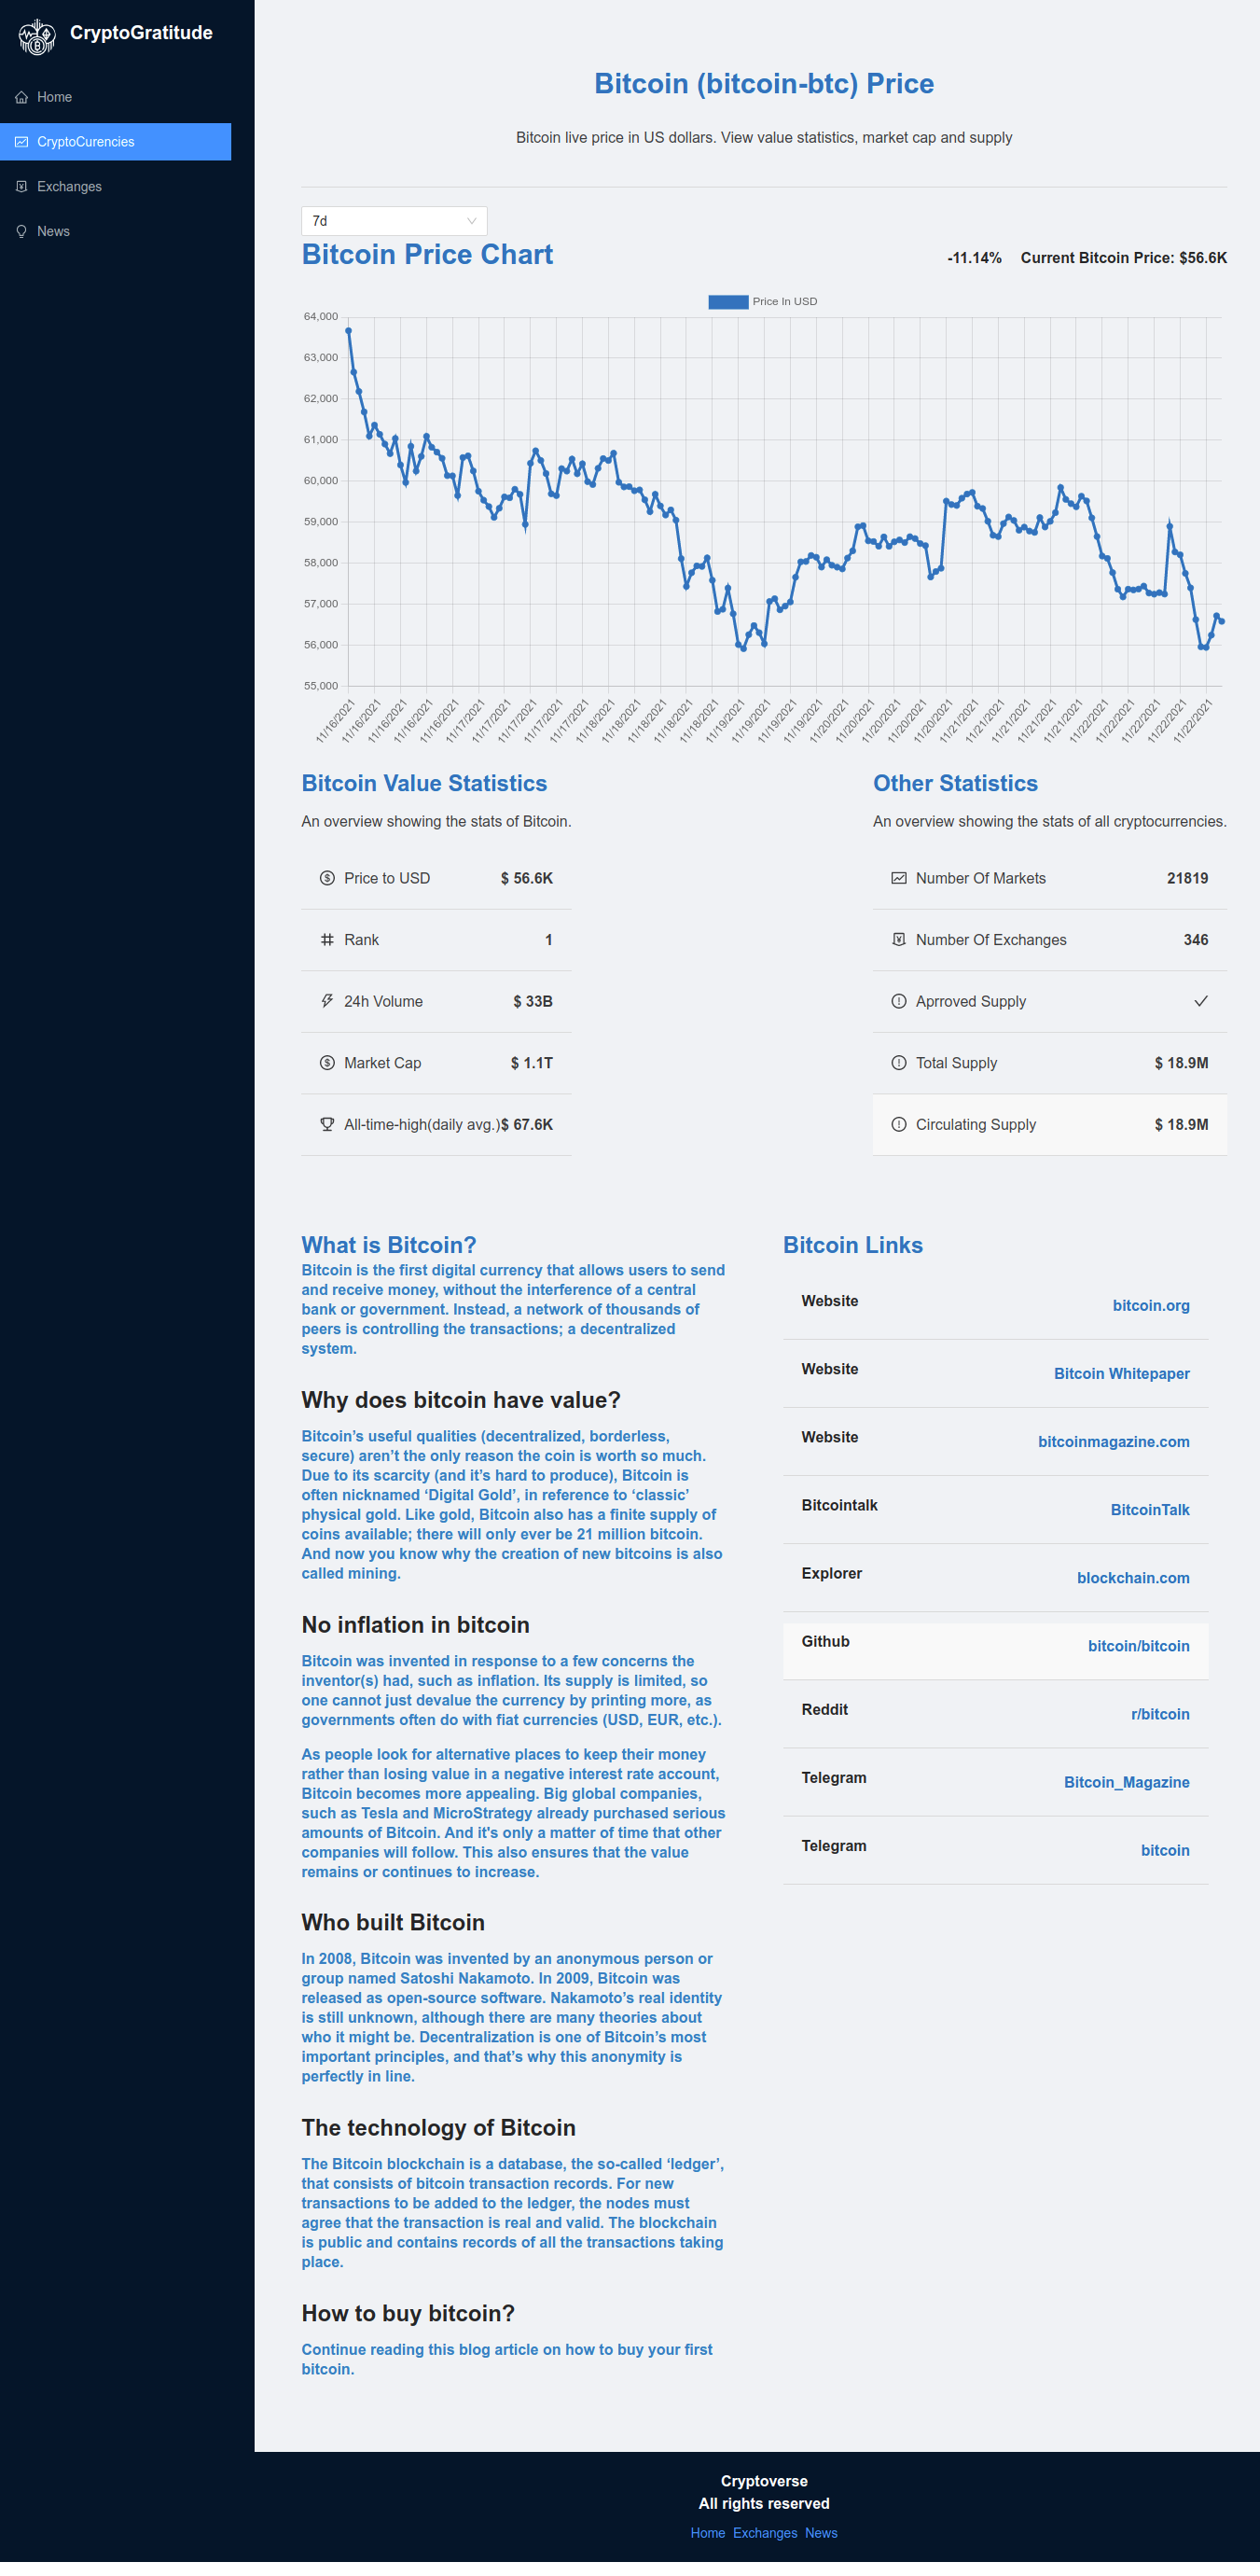 CryptoGratitude
Home
CryptoCurencies
Exchanges
News
Bitcoin (bitcoin-btc) Price
Bitcoin live price in US dollars. View value statistics, market cap and supply
7d
Bitcoin Price Chart
-11.14% Current Bitcoin Price: $56.6K
Price In USD
64,000
63,000
62,000
61,000
60,000
59,000
58,000
57,000
56,000
55,000
11/16/2021 11/16/2021 11/16/2021 11/16/2021 11/16/2021 11/17/2021 11/17/2021 11/17/2021 11/17/2021 11/17/2021 11/18/2021 11/18/2021 11/18/2021 11/18/2021 11/18/2021 11/19/2021 11/19/2021 11/19/2021 11/19/2021 11/20/2021 11/20/2021 11/20/2021 11/20/2021 11/20/2021 11/21/2021 11/21/2021 11/21/2021 11/21/2021 11/21/2021 11/22/2021 11/22/2021 11/22/2021 11/22/2021 11/22/2021
Bitcoin Value Statistics
An overview showing the stats of Bitcoin.
Price to USD $ 56.6K
Rank 1
24h Volume $ 33B
Market Cap $ 1.1T
All-time-high(daily avg.) $ 67.6K
Other Statistics
An overview showing the stats of all cryptocurrencies.
Number Of Markets 21819
Number Of Exchanges 346
Aprroved Supply
Total Supply $ 18.9M
Circulating Supply $ 18.9M
What is Bitcoin?
Bitcoin is the first digital currency that allows users to send
and receive money, without the interference of a central
bank or government. Instead, a network of thousands of
peers is controlling the transactions; a decentralized
system.
Why does bitcoin have value?
Bitcoin’s useful qualities (decentralized, borderless,
secure) aren’t the only reason the coin is worth so much.
Due to its scarcity (and it’s hard to produce), Bitcoin is
often nicknamed ‘Digital Gold’, in reference to ‘classic’
physical gold. Like gold, Bitcoin also has a finite supply of
coins available; there will only ever be 21 million bitcoin.
And now you know why the creation of new bitcoins is also
called mining.
No inflation in bitcoin
Bitcoin was invented in response to a few concerns the
inventor(s) had, such as inflation. Its supply is limited, so
one cannot just devalue the currency by printing more, as
governments often do with fiat currencies (USD, EUR, etc.).
As people look for alternative places to keep their money
rather than losing value in a negative interest rate account,
Bitcoin becomes more appealing. Big global companies,
such as Tesla and MicroStrategy already purchased serious
amounts of Bitcoin. And it's only a matter of time that other
companies will follow. This also ensures that the value
remains or continues to increase.
Who built Bitcoin
In 2008, Bitcoin was invented by an anonymous person or
group named Satoshi Nakamoto. In 2009, Bitcoin was
released as open-source software. Nakamoto’s real identity
is still unknown, although there are many theories about
who it might be. Decentralization is one of Bitcoin’s most
important principles, and that’s why this anonymity is
perfectly in line.
The technology of Bitcoin
The Bitcoin blockchain is a database, the so-called ‘ledger’,
that consists of bitcoin transaction records. For new
transactions to be added to the ledger, the nodes must
agree that the transaction is real and valid. The blockchain
is public and contains records of all the transactions taking
place.
How to buy bitcoin?
Continue reading this blog article on how to buy your first
bitcoin.
Bitcoin Links
Website bitcoin.org
Website Bitcoin Whitepaper
Website bitcoinmagazine.com
Bitcointalk BitcoinTalk
Explorer blockchain.com
Github bitcoin/bitcoin
Reddit r/bitcoin
Telegram Bitcoin_Magazine
Telegram bitcoin
Cryptoverse
All rights reserved
Home Exchanges News